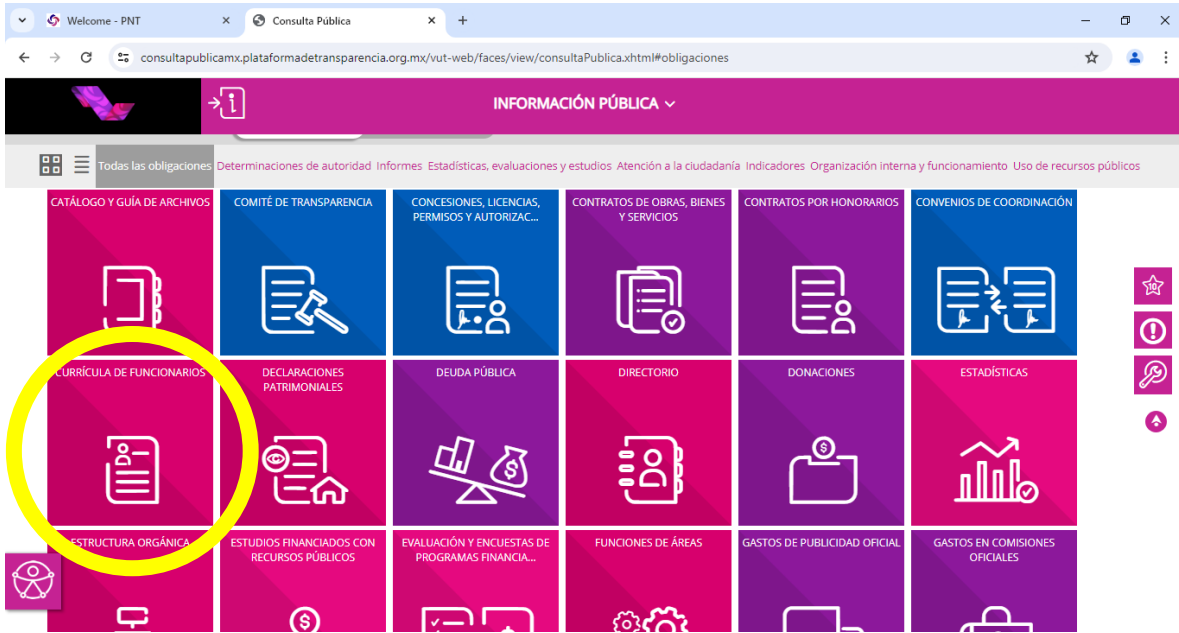 Welcome - PNT
Consulta Pública
consultapublicamx.plataformadetransparencia.org.mx/vut-web/faces/view/consultaPublica.xhtml#obligaciones
INFORMACIÓN PÚBLICA
Todas las obligaciones Determinaciones de autoridad Informes Estadísticas, evaluaciones y estudios Atención a la ciudadanía Indicadores Organización interna y funcionamiento Uso de recursos públicos
CATÁLOGO Y GUÍA DE ARCHIVOS
COMITÉ DE TRANSPARENCIA
CONCESIONES, LICENCIAS,
PERMISOS Y AUTORIZAC...
CONTRATOS DE OBRAS, BIENES
Y SERVICIOS
CONTRATOS POR HONORARIOS
CONVENIOS DE COORDINACIÓN
10
CURRÍCULA DE FUNCIONARIOS
DECLARACIONES
PATRIMONIALES
DEUDA PÚBLICA
$
DIRECTORIO
DONACIONES
$
ESTADÍSTICAS
ESTRUCTURA ORGÁNICA
ESTUDIOS FINANCIADOS CON
RECURSOS PÚBLICOS
$
EVALUACIÓN Y ENCUESTAS DE
PROGRAMAS FINANCIA...
FUNCIONES DE ÁREAS
GASTOS DE PUBLICIDAD OFICIAL
GASTOS EN COMISIONES
OFICIALES